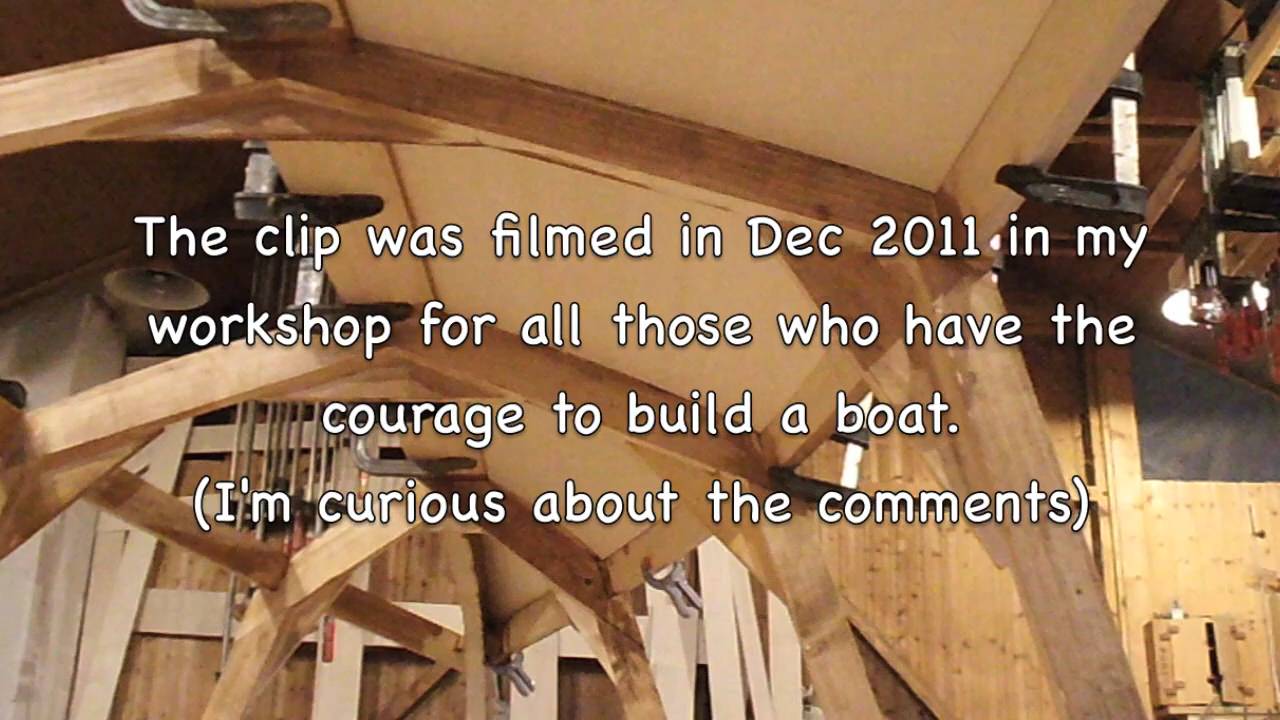 The clip was filmed in Dec 2011 in my
workshop for all those who have the
courage to build a boat.
(I'm curious about the comments)